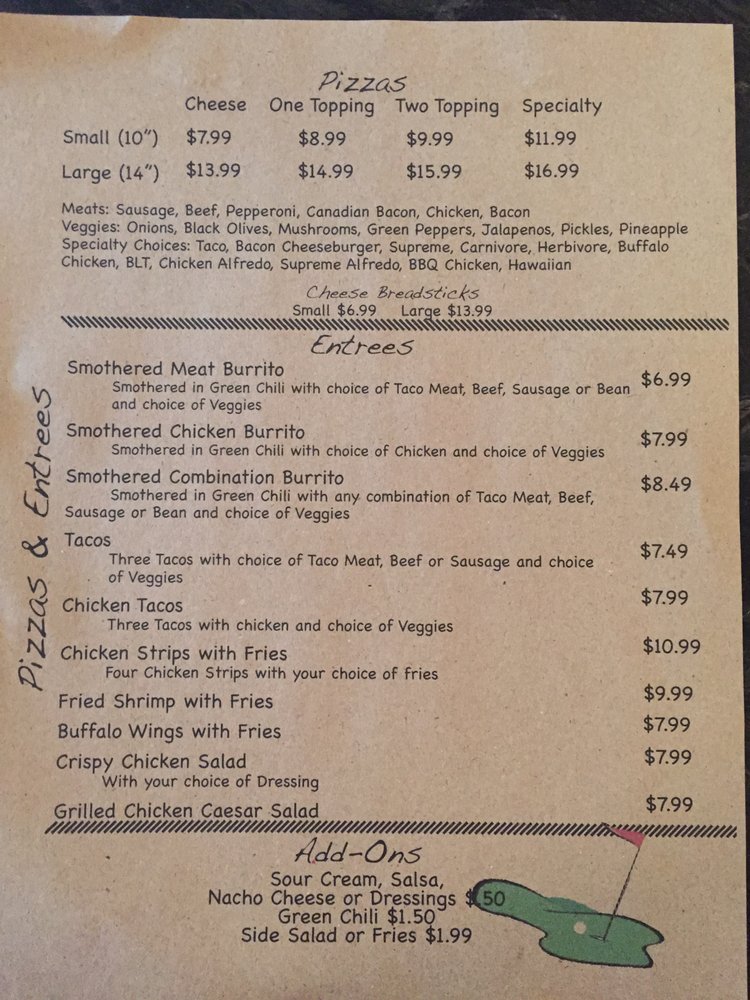 Pizzas
Cheese One Topping Two Topping Specialty
Small (10") $7.99 $8.99 $9.99 $11.99
Large (14") $13.99 $14.99 $15.99 $16.99
Meats: Sausage, Beef, Pepperoni, Canadian Bacon, Chicken, Bacon
Veggies: Onions, Black Olives, Mushrooms, Green Peppers, Jalapenos, Pickles, Pineapple
Specialty Choices: Taco, Bacon Cheeseburger, Supreme, Carnivore, Herbivore, Buffalo
Chicken, BLT, Chicken Alfredo, Supreme Alfredo, BBQ Chicken, Hawaiian
Cheese Breadsticks
Small $6.99 Large $13.99
Pizzas & Entrees
Entrees
Smothered Meat Burrito $6.99
Smothered in Green Chili with choice of Taco Meat, Beef, Sausage or Bean
and choice of Veggies
Smothered Chicken Burrito $7.99
Smothered in Green Chili with choice of Chicken and choice of Veggies
Smothered Combination Burrito $8.49
Smothered in Green Chili with any combination of Taco Meat, Beef,
Sausage or Bean and choice of Veggies
Tacos $7.49
Three Tacos with choice of Taco Meat, Beef or Sausage and choice
of Veggies
Chicken Tacos $7.99
Three Tacos with chicken and choice of Veggies
Chicken Strips with Fries $10.99
Four Chicken Strips with your choice of fries
Fried Shrimp with Fries $9.99
Buffalo Wings with Fries $7.99
Crispy Chicken Salad $7.99
With your choice of Dressing
Grilled Chicken Caesar Salad $7.99
Add-Ons
Sour Cream, Salsa,
Nacho Cheese or Dressings $.50
Green Chili $1.50
Side Salad or Fries $1.99